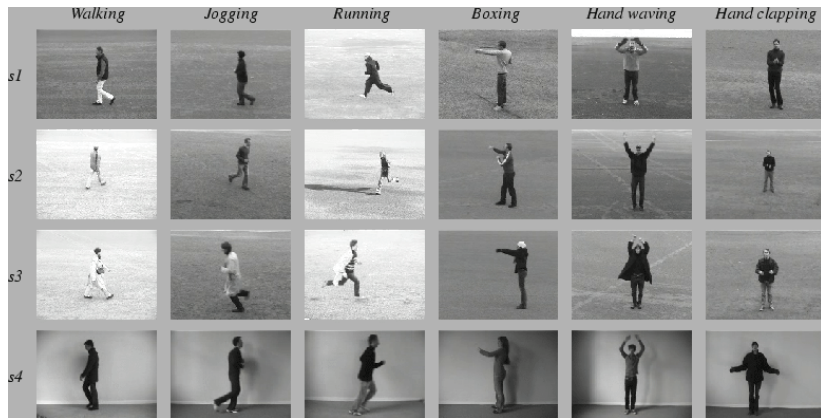 Walking Jogging Running Boxing Hand waving Hand clapping
s1
s2
s3
s4